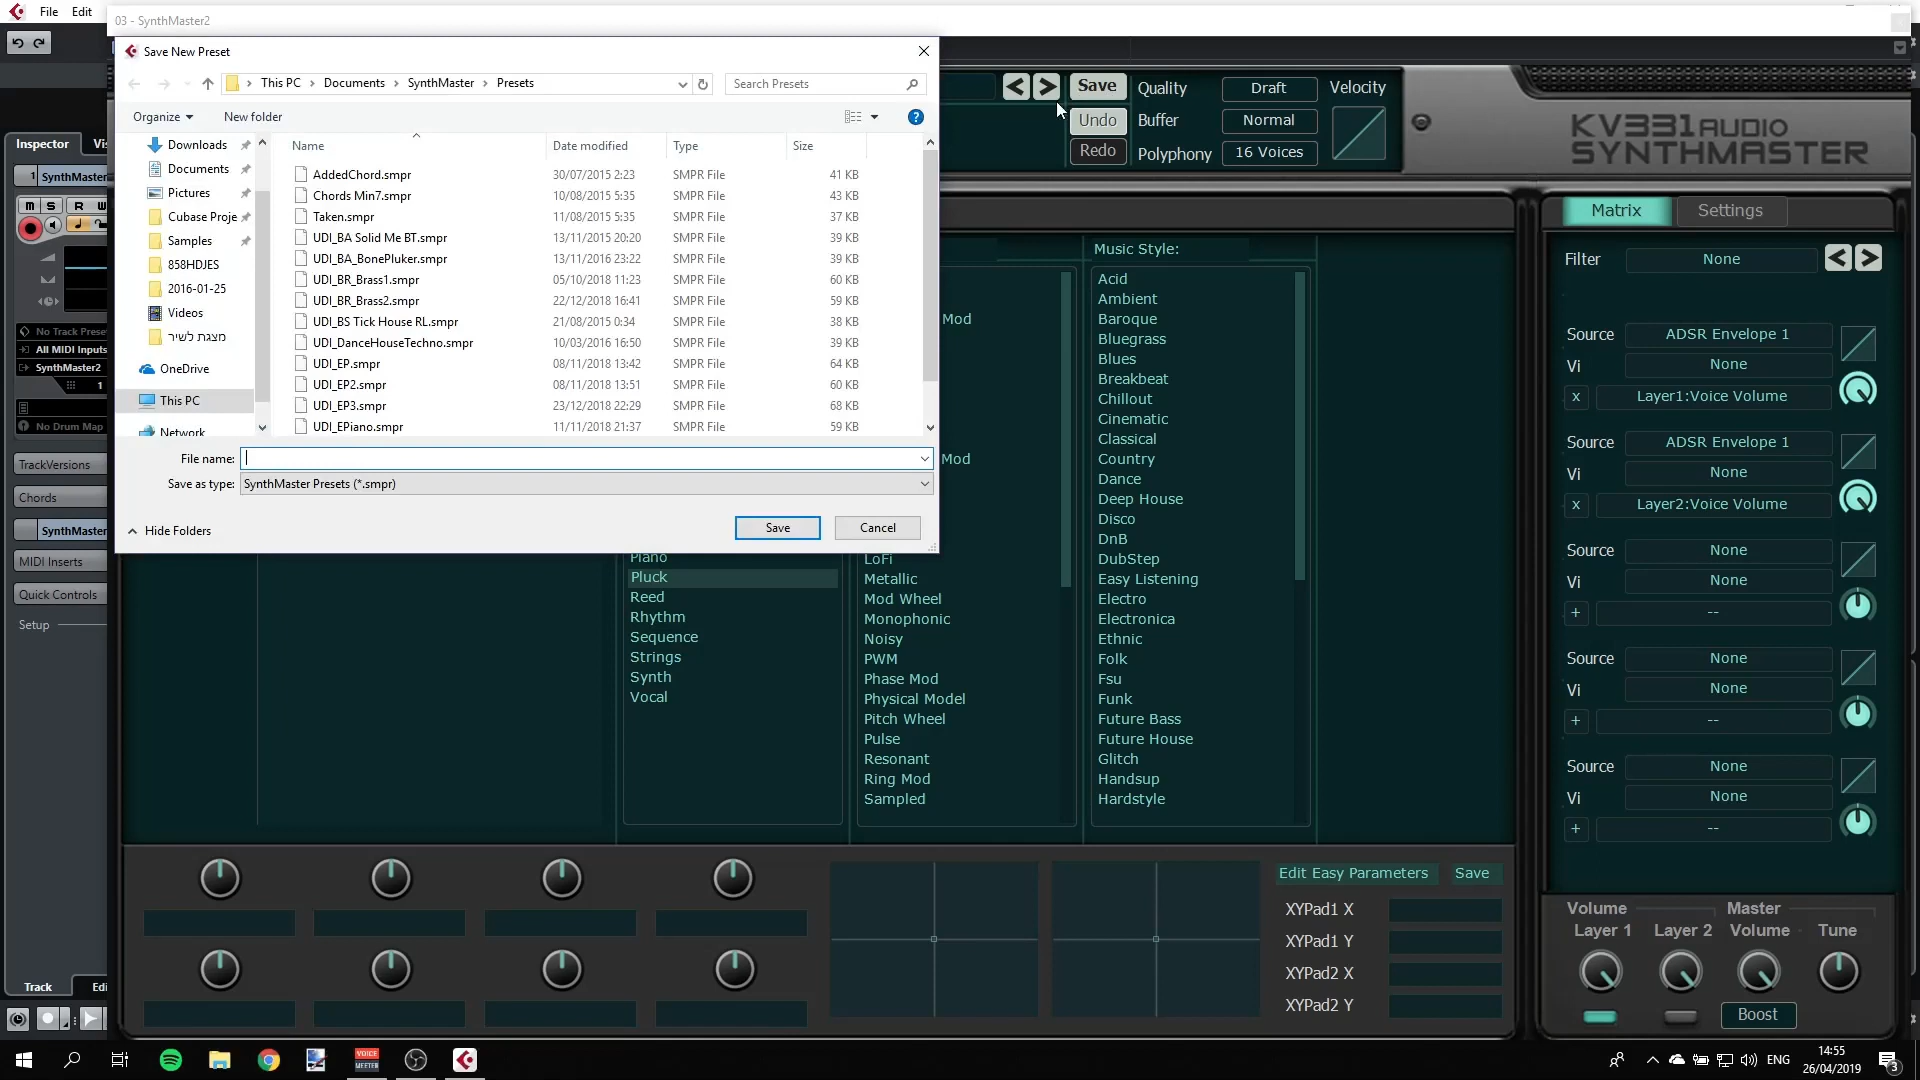 File Edit
03 - SynthMaster2
Save New Preset
This PC > Documents > SynthMaster > Presets
Search Presets
Organize
New folder
Name Date modified Type Size
AddedChord.smpr 30/07/2015 2:23 SMPR File 41 KB
Chords Min7.smpr 10/08/2015 5:35 SMPR File 43 KB
Taken.smpr 11/08/2015 5:35 SMPR File 37 KB
UDI_BA Solid Me BT.smpr 13/11/2015 20:20 SMPR File 39 KB
UDI_BA_BonePluker.smpr 13/11/2016 23:22 SMPR File 39 KB
UDI_BR_Brass1.smpr 05/10/2018 11:23 SMPR File 60 KB
UDI_BR_Brass2.smpr 22/12/2018 16:41 SMPR File 59 KB
UDI_BS Tick House RL.smpr 21/08/2015 0:34 SMPR File 38 KB
UDI_DanceHouseTechno.smpr 10/03/2016 16:50 SMPR File 39 KB
UDI_EP.smpr 08/11/2018 13:42 SMPR File 64 KB
UDI_EP2.smpr 08/11/2018 13:51 SMPR File 60 KB
UDI_EP3.smpr 23/12/2018 22:29 SMPR File 68 KB
UDI_EPiano.smpr 11/11/2018 21:37 SMPR File 59 KB
Downloads
Documents
Pictures
Cubase Proje
Samples
858HDJES
2016-01-25
Videos
מצגת לשיר
OneDrive
This PC
Network
File name:
Save as type: SynthMaster Presets (*.smpr)
Hide Folders
Save
Cancel
Save
Undo
Redo
Quality Draft
Buffer Normal
Polyphony 16 Voices
Velocity
KV331 AUDIO
SYNTHMASTER
Inspector Vis
1 SynthMaster
m S R W
No Track Preset
All MIDI Inputs
SynthMaster2
1
No Drum Map
TrackVersions
Chords
SynthMaster
MIDI Inserts
Quick Controls
Setup
Track Edi
Piano
Pluck
Reed
Rhythm
Sequence
Strings
Synth
Vocal
Mod
Mod
LoFi
Metallic
Mod Wheel
Monophonic
Noisy
PWM
Phase Mod
Physical Model
Pitch Wheel
Pulse
Resonant
Ring Mod
Sampled
Music Style:
Acid
Ambient
Baroque
Bluegrass
Blues
Breakbeat
Chillout
Cinematic
Classical
Country
Dance
Deep House
Disco
DnB
DubStep
Easy Listening
Electro
Electronica
Ethnic
Folk
Fsu
Funk
Future Bass
Future House
Glitch
Handsup
Hardstyle
Matrix Settings
Filter None
Source ADSR Envelope 1
Vi None
x Layer1:Voice Volume
Source ADSR Envelope 1
Vi None
x Layer2:Voice Volume
Source None
Vi None
+ --
Source None
Vi None
+ --
Source None
Vi None
+ --
Edit Easy Parameters Save
XYPad1 X
XYPad1 Y
XYPad2 X
XYPad2 Y
Volume Master
Layer 1 Layer 2 Volume Tune
Boost
VOICE
MEETER
ENG
14:55
26/04/2019
3